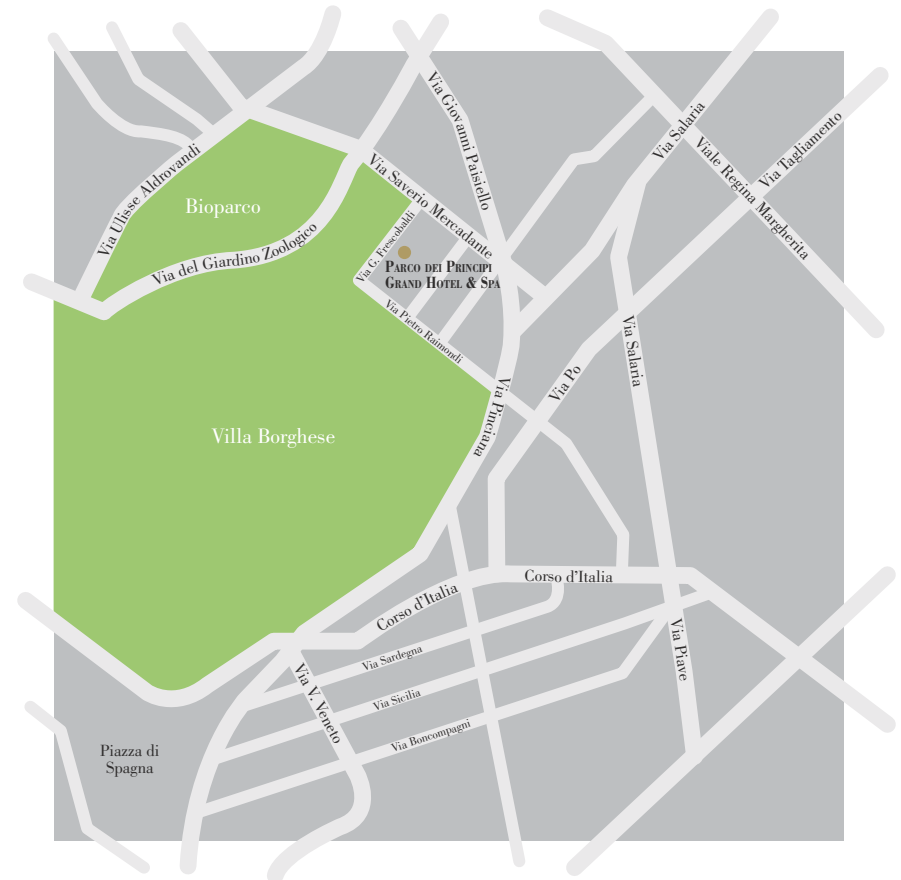 Via Giovanni Paisiello
Via Salaria
Viale Regina Margherita
Via Tagliamento
Via Ulisse Aldrovandi
Bioparco
Via Saverio Mercadante
Via del Giardino Zoologico
Via G. Frescobaldi
Parco dei Principi
Grand Hotel & Spa
Via Pietro Raimondi
Via Salaria
Via Po
Via Pinciana
Villa Borghese
Corso d'Italia
Corso d'Italia
Via Sardegna
Via Piave
Via V. Veneto
Via Sicilia
Via Boncompagni
Piazza di
Spagna